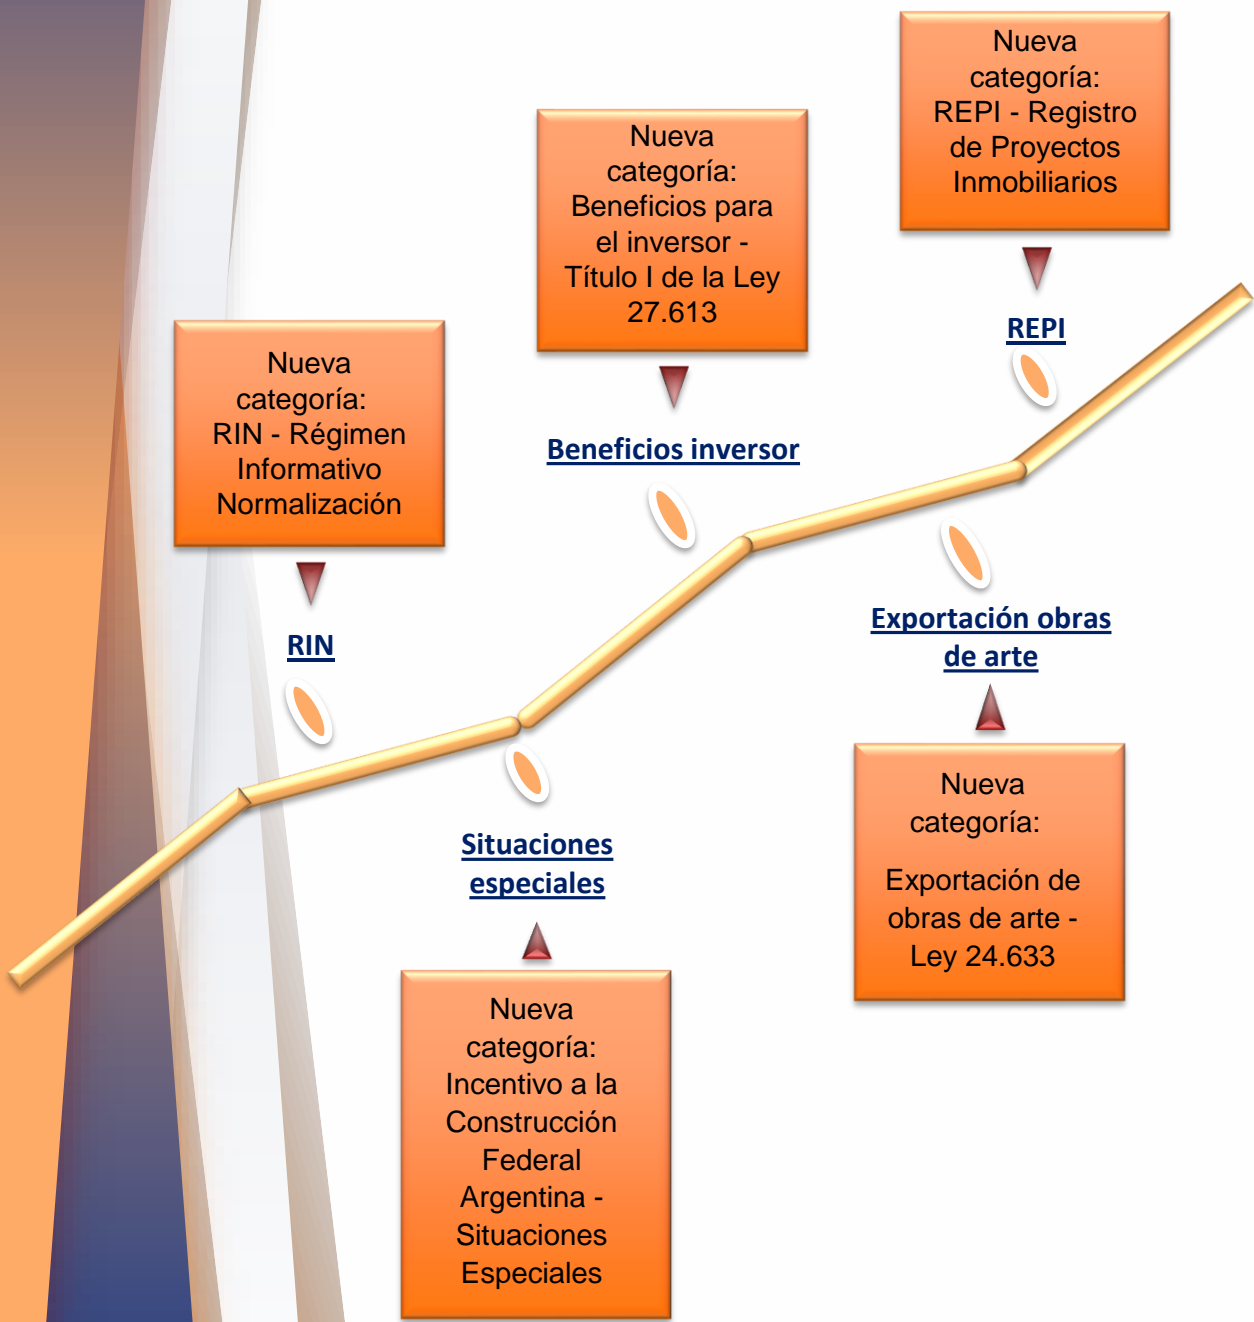 Nueva
categoría:
REPI - Registro
de Proyectos
Inmobiliarios
REPI
Nueva
categoría:
Beneficios para
el inversor -
Título I de la Ley
27.613
Beneficios inversor
Nueva
categoría:
RIN - Régimen
Informativo
Normalización
RIN
Exportación obras
de arte
Nueva
categoría:
Exportación de
obras de arte -
Ley 24.633
Situaciones
especiales
Nueva
categoría:
Incentivo a la
Construcción
Federal
Argentina -
Situaciones
Especiales